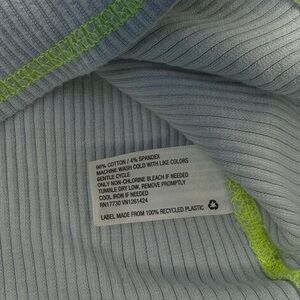 96% COTTON / 4% SPANDEX
MACHINE WASH COLD WITH LIKE COLORS
GENTLE CYCLE
ONLY NON-CHLORINE BLEACH IF NEEDED
TUMBLE DRY LOW, REMOVE PROMPTLY
COOL IRON IF NEEDED
RN17730 VN1261424
LABEL MADE FROM 100% RECYCLED PLASTIC